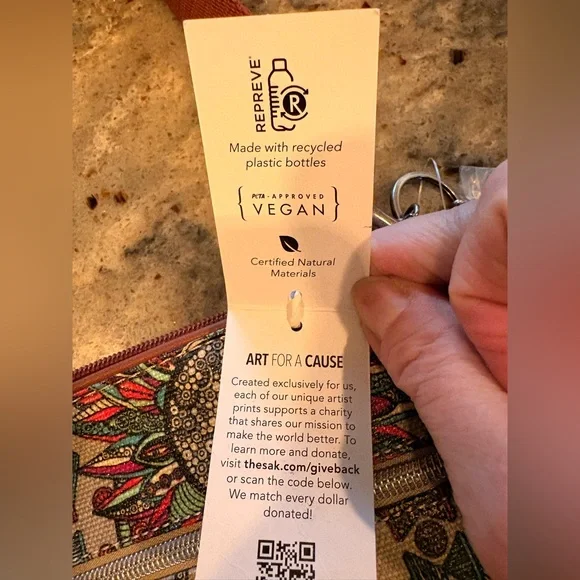 REPREVE®
R
Made with recycled
plastic bottles
PETA - APPROVED
VEGAN
Certified Natural
Materials
ART FOR A CAUSE
Created exclusively for us,
each of our unique artist
prints supports a charity
that shares our mission to
make the world better. To
learn more and donate,
visit thesak.com/giveback
or scan the code below.
We match every dollar
donated!